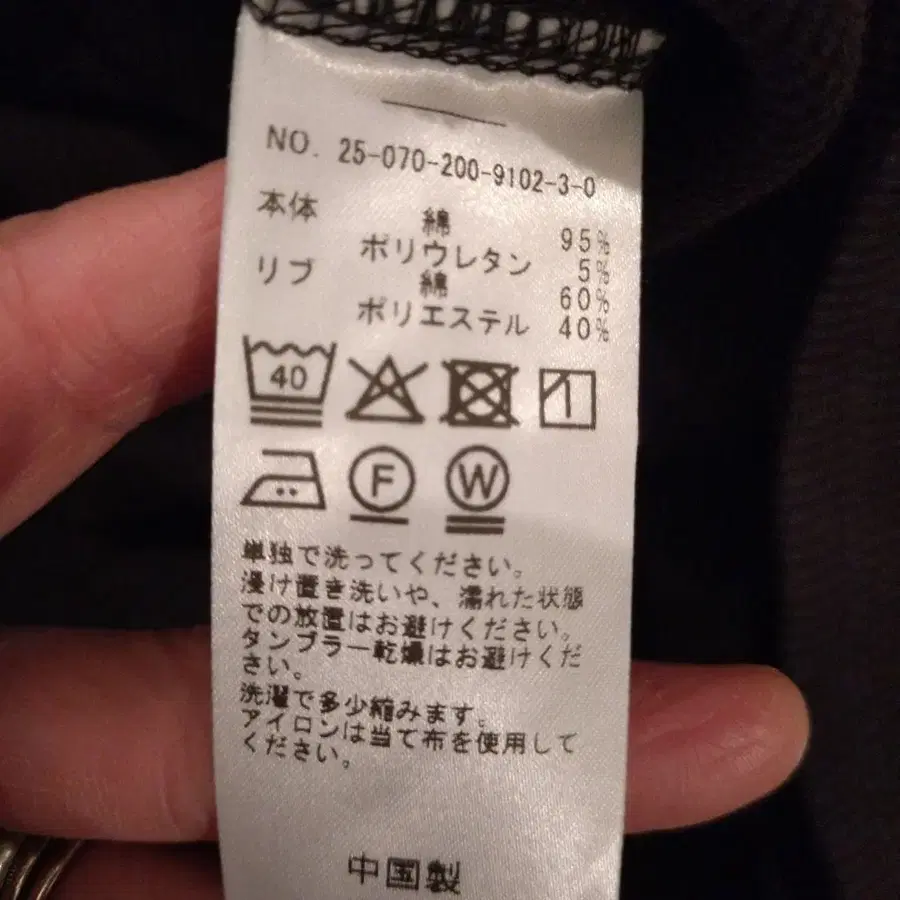 NO. 25-070-200-9102-3-0
本体 綿 95%
ポリウレタン 5%
リブ 綿 60%
ポリエステル 40%
40
F W
単独で洗ってください。
浸け置き洗いや、濡れた状態
での放置はお避けください。
タンブラー乾燥はお避けくだ
さい。
洗濯で多少縮みます。
アイロンは当て布を使用して
ください。
中国製